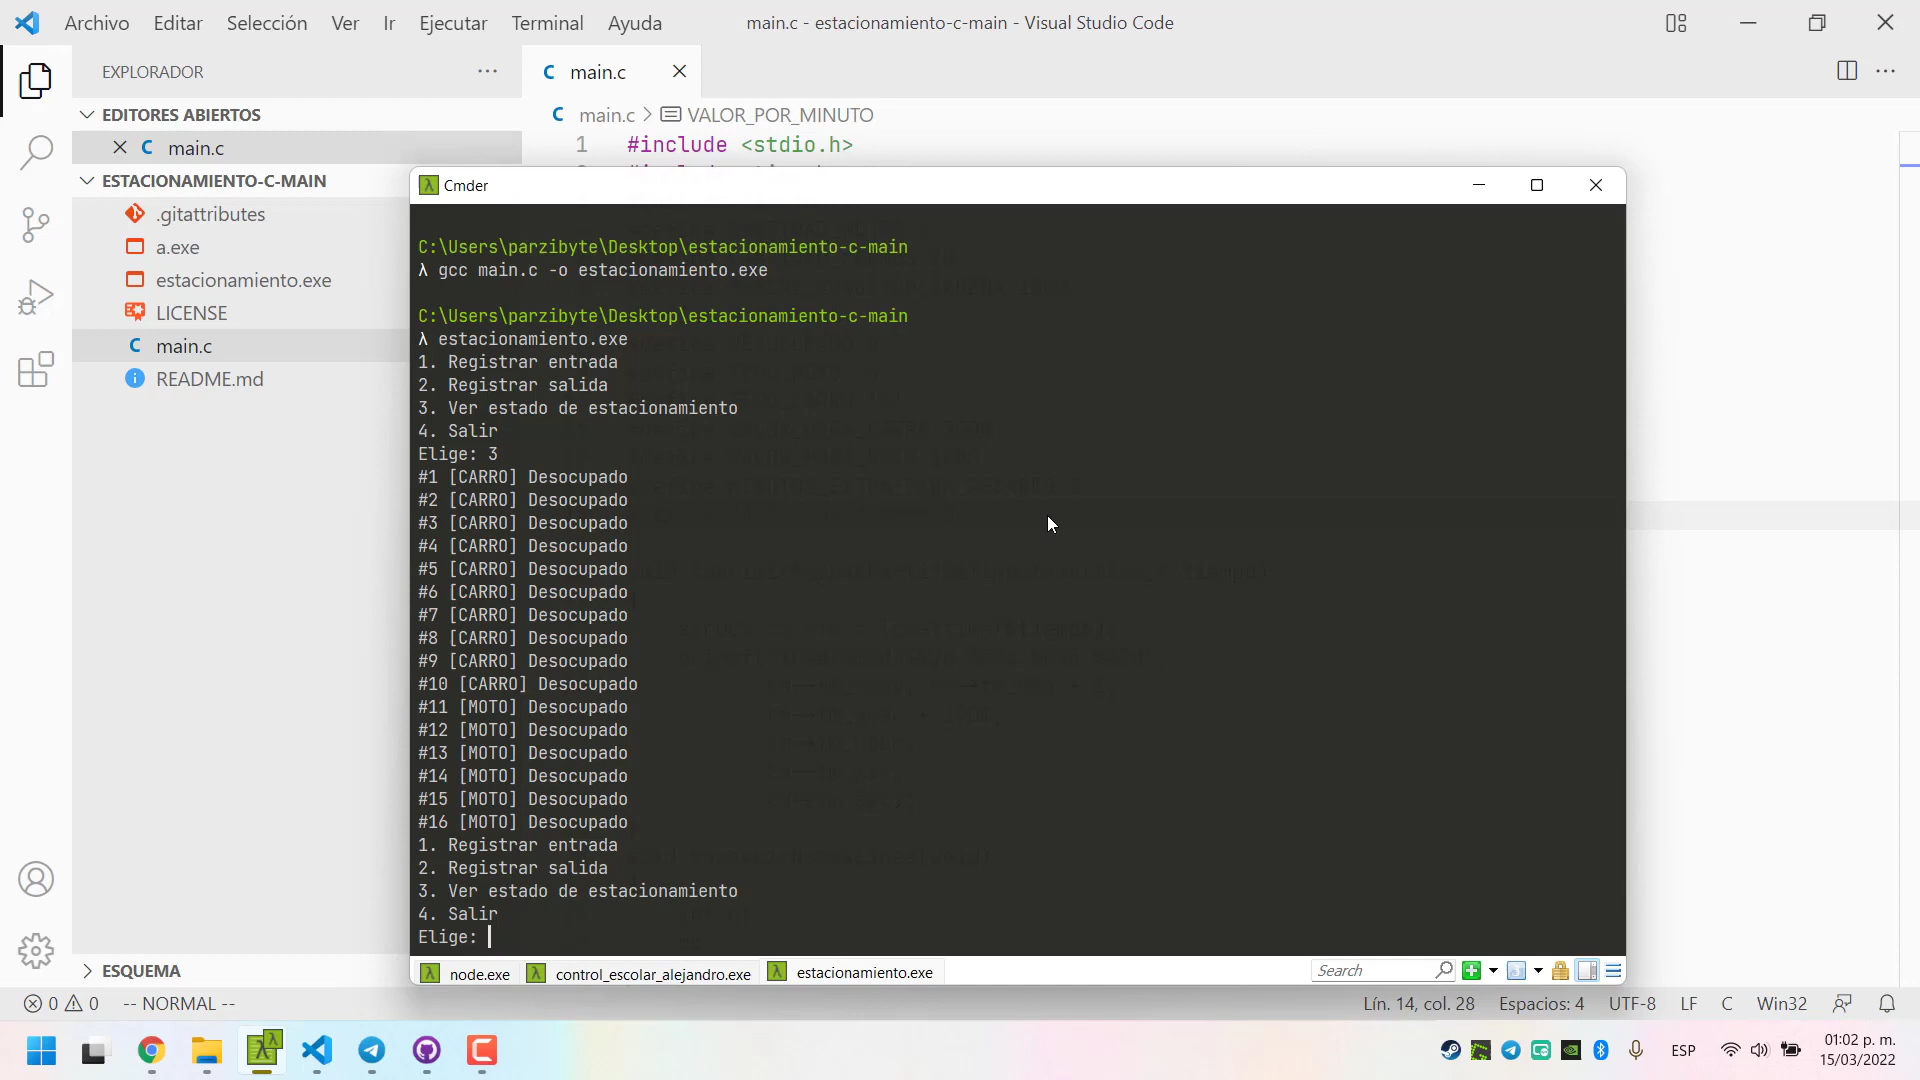 Archivo Editar Selección Ver Ir Ejecutar Terminal Ayuda main.c - estacionamiento-c-main - Visual Studio Code
EXPLORADOR
EDITORES ABIERTOS
main.c
ESTACIONAMIENTO-C-MAIN
.gitattributes
a.exe
estacionamiento.exe
LICENSE
main.c
README.md
ESQUEMA
main.c
main.c > VALOR_POR_MINUTO
1 #include <stdio.h>
Cmder
C:\Users\parzibyte\Desktop\estacionamiento-c-main
λ gcc main.c -o estacionamiento.exe
C:\Users\parzibyte\Desktop\estacionamiento-c-main
λ estacionamiento.exe
1. Registrar entrada
2. Registrar salida
3. Ver estado de estacionamiento
4. Salir
Elige: 3
#1 [CARRO] Desocupado
#2 [CARRO] Desocupado
#3 [CARRO] Desocupado
#4 [CARRO] Desocupado
#5 [CARRO] Desocupado
#6 [CARRO] Desocupado
#7 [CARRO] Desocupado
#8 [CARRO] Desocupado
#9 [CARRO] Desocupado
#10 [CARRO] Desocupado
#11 [MOTO] Desocupado
#12 [MOTO] Desocupado
#13 [MOTO] Desocupado
#14 [MOTO] Desocupado
#15 [MOTO] Desocupado
#16 [MOTO] Desocupado
1. Registrar entrada
2. Registrar salida
3. Ver estado de estacionamiento
4. Salir
Elige:
node.exe control_escolar_alejandro.exe estacionamiento.exe Search
0 0 -- NORMAL -- Lín. 14, col. 28 Espacios: 4 UTF-8 LF C Win32
ESP
01:02 p. m.
15/03/2022